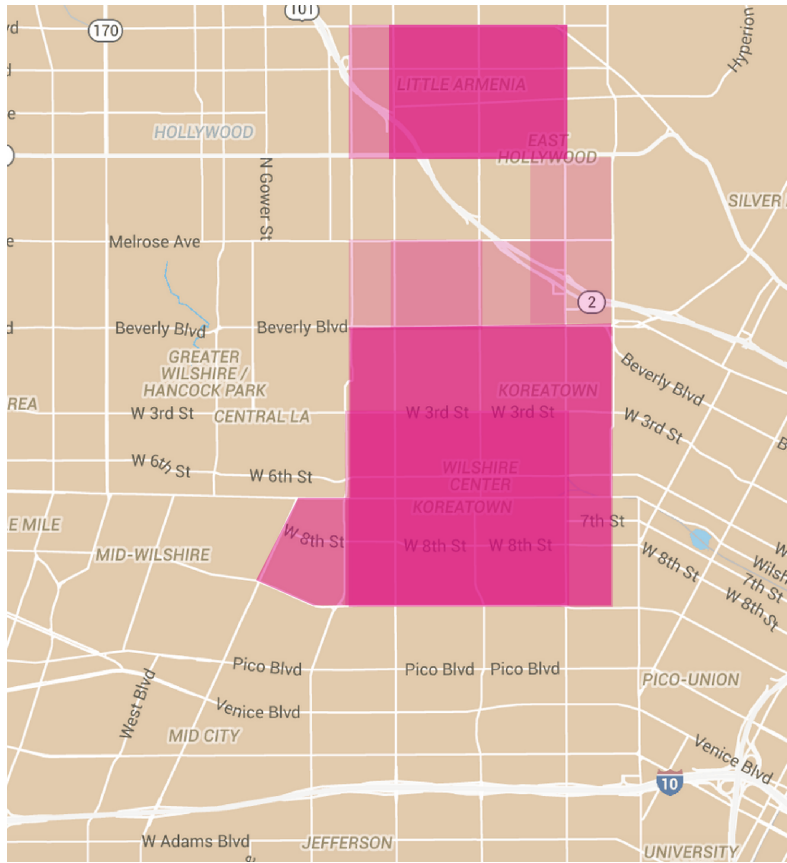 101
170
Hyperion
LITTLE ARMENIA
HOLLYWOOD
EAST
HOLLYWOOD
N Gower St
SILVER
Melrose Ave
2
Beverly Blvd
Beverly Blvd
GREATER
WILSHIRE /
HANCOCK PARK
KOREATOWN
Beverly Blvd
REA
W 3rd St
CENTRAL LA
W 3rd St
W 3rd St
W 3rd St
W 6th St
W 6th St
WILSHIRE
CENTER
KOREATOWN
E MILE
MID-WILSHIRE
W 8th St
W 8th St
W 8th St
7th St
W 8th St
Wilsh
7th St
W 8th St
Pico Blvd
Pico Blvd
Pico Blvd
PICO-UNION
West Blvd
Venice Blvd
MID CITY
Venice Blvd
10
W Adams Blvd
JEFFERSON
UNIVERSITY